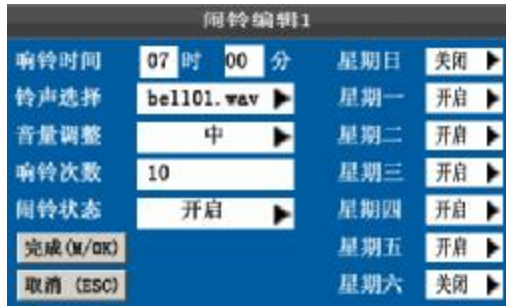 闹铃编辑1
响铃时间 07 时 00 分 星期日 关闭
铃声选择 bell01.wav 星期一 开启
音量调整 中 星期二 开启
响铃次数 10 星期三 开启
闹铃状态 开启 星期四 开启
完成(M/OK) 星期五 开启
取消 (ESC) 星期六 关闭